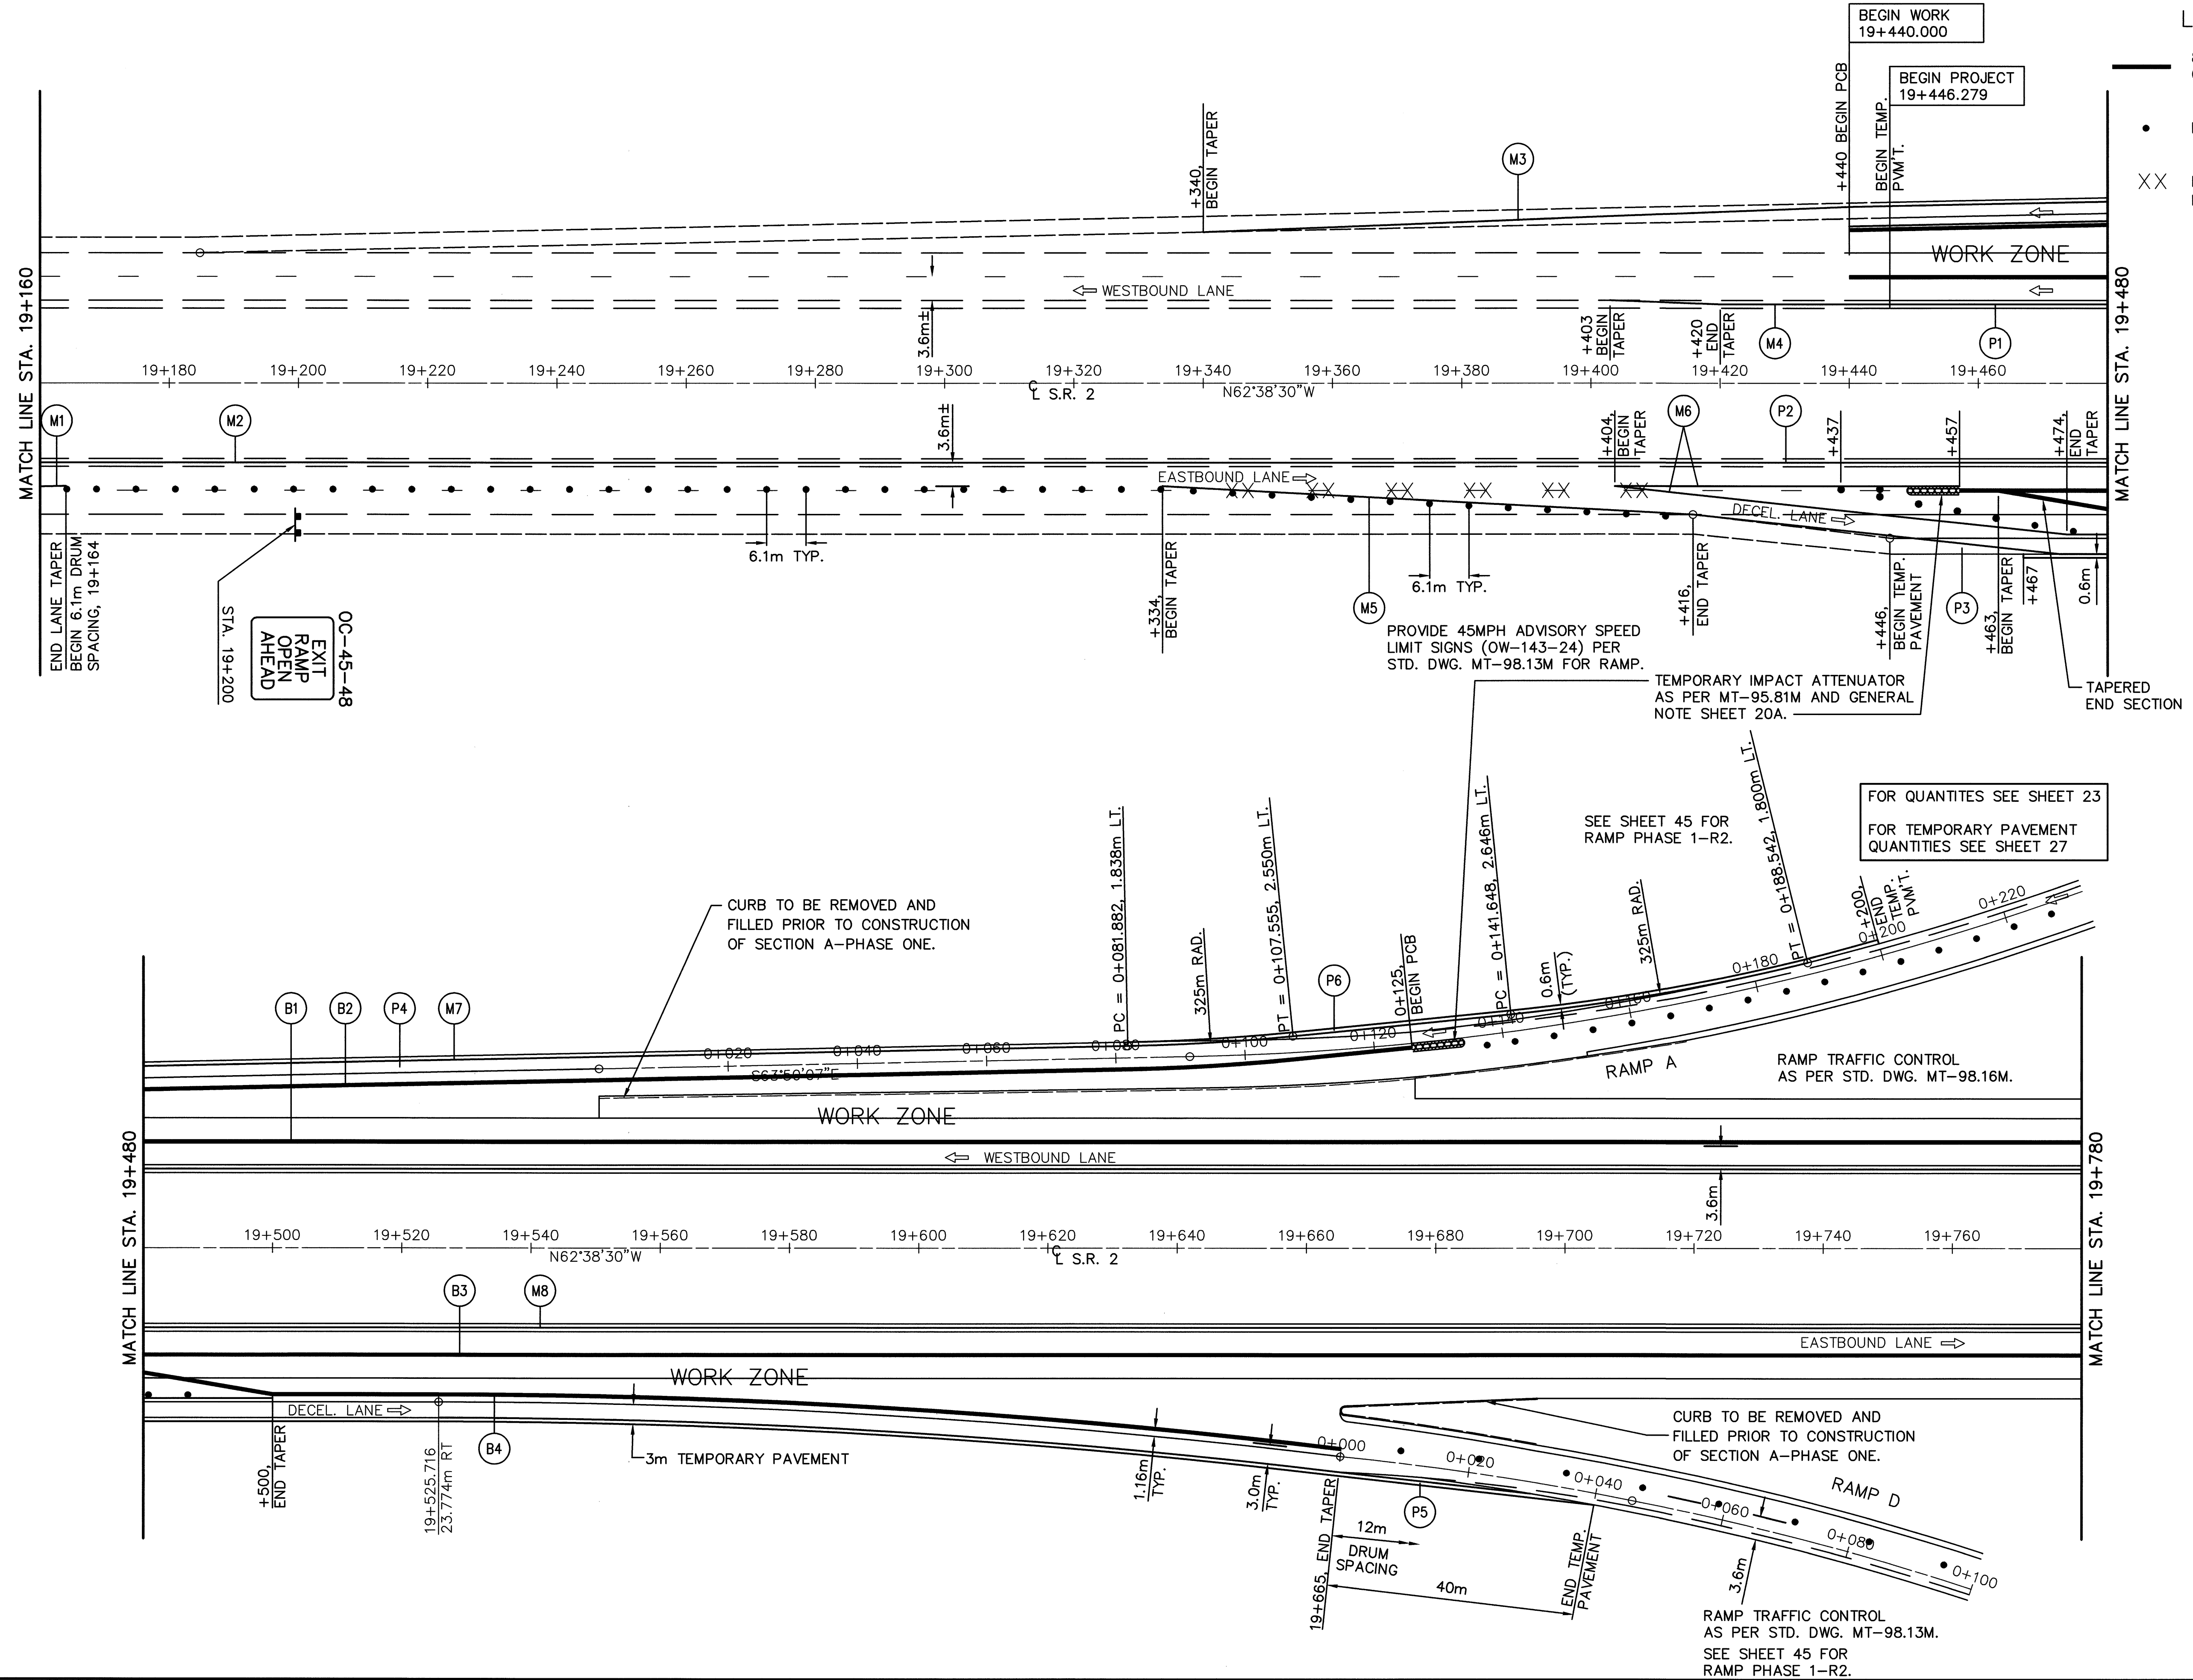 BEGIN WORK
19+440.000
BEGIN PROJECT
19+446.279
+440 BEGIN PCB
BEGIN TEMP.
PVM'T.
+340,
BEGIN TAPER
M3
WORK ZONE
WESTBOUND LANE
MATCH LINE STA. 19+160
MATCH LINE STA. 19+480
3.6m±
+403
BEGIN
TAPER
+420
END
TAPER
M4
P1
19+180
19+200
19+220
19+240
19+260
19+280
19+300
19+320
19+340
19+360
19+380
19+400
19+420
19+440
19+460
℄ S.R. 2
N62°38'30"W
M1
M2
3.6m±
M6
P2
+404,
BEGIN
TAPER
+437
+457
+474,
END
TAPER
EASTBOUND LANE
DECEL. LANE
6.1m TYP.
6.1m TYP.
END LANE TAPER
BEGIN 6.1m DRUM
SPACING, 19+164
STA. 19+200
OC-45-48
EXIT
RAMP
OPEN
AHEAD
+334,
BEGIN TAPER
M5
+416,
END TAPER
+446,
BEGIN TEMP.
PAVEMENT
P3
+463,
BEGIN TAPER
+467
0.6m
PROVIDE 45MPH ADVISORY SPEED
LIMIT SIGNS (OW-143-24) PER
STD. DWG. MT-98.13M FOR RAMP.
TEMPORARY IMPACT ATTENUATOR
AS PER MT-95.81M AND GENERAL
NOTE SHEET 20A.
TAPERED
END SECTION
FOR QUANTITES SEE SHEET 23
FOR TEMPORARY PAVEMENT
QUANTITIES SEE SHEET 27
SEE SHEET 45 FOR
RAMP PHASE 1-R2.
CURB TO BE REMOVED AND
FILLED PRIOR TO CONSTRUCTION
OF SECTION A-PHASE ONE.
PC = 0+081.882, 1.838m LT.
325m RAD.
PT = 0+107.555, 2.550m LT.
P6
0+125,
BEGIN PCB
PC = 0+141.648, 2.646m LT.
0.6m
(TYP.)
325m RAD.
PT = 0+188.542, 1.800m LT.
+200,
END
TEMP.
PVM'T.
B1
B2
P4
M7
0+020
0+040
0+060
0+080
0+100
0+120
0+140
0+160
0+180
0+200
0+220
S63°50'07"E
RAMP A
RAMP TRAFFIC CONTROL
AS PER STD. DWG. MT-98.16M.
WORK ZONE
WESTBOUND LANE
MATCH LINE STA. 19+480
MATCH LINE STA. 19+780
3.6m
19+500
19+520
19+540
19+560
19+580
19+600
19+620
19+640
19+660
19+680
19+700
19+720
19+740
19+760
N62°38'30"W
℄ S.R. 2
B3
M8
EASTBOUND LANE
WORK ZONE
DECEL. LANE
+500,
END TAPER
19+525.716
23.774m RT
B4
3m TEMPORARY PAVEMENT
1.16m
TYP.
3.0m
TYP.
19+665, END TAPER
12m
DRUM
SPACING
40m
P5
END TEMP.
PAVEMENT
0+000
0+020
0+040
0+060
0+080
0+100
CURB TO BE REMOVED AND
FILLED PRIOR TO CONSTRUCTION
OF SECTION A-PHASE ONE.
RAMP D
3.6m
RAMP TRAFFIC CONTROL
AS PER STD. DWG. MT-98.13M.
SEE SHEET 45 FOR
RAMP PHASE 1-R2.